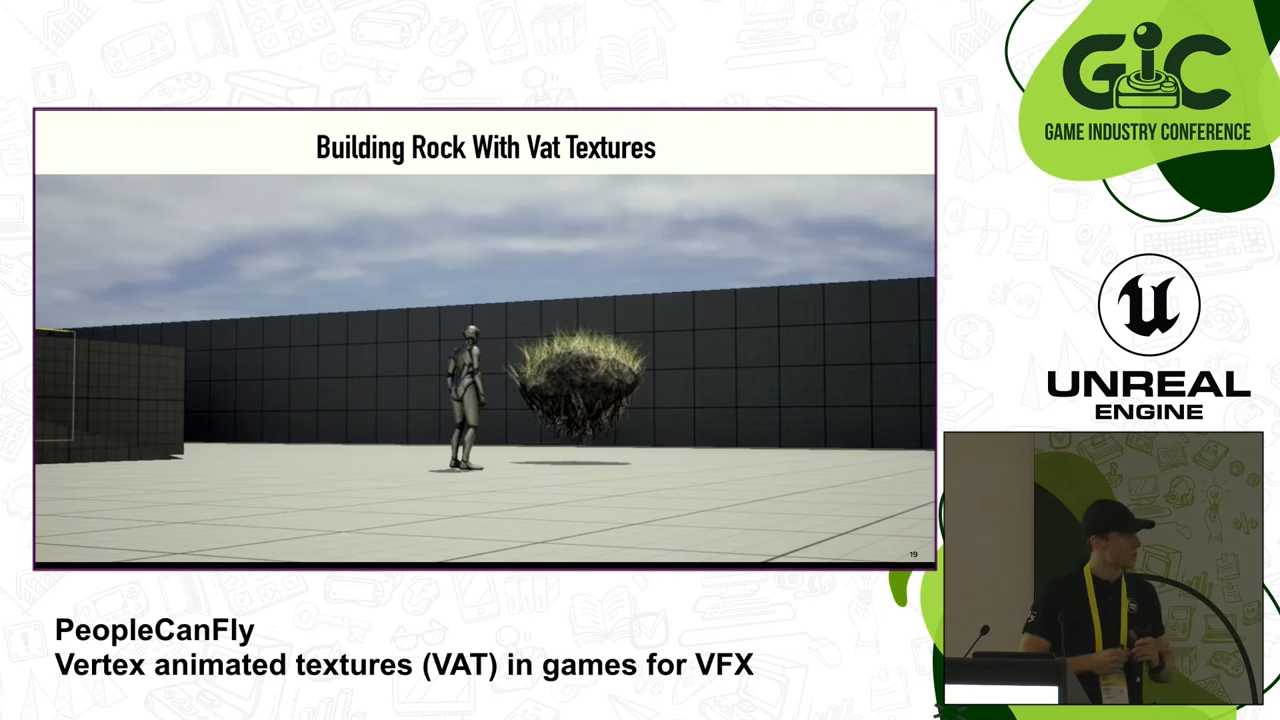 GIC
GAME INDUSTRY CONFERENCE
Building Rock With Vat Textures
UNREAL
ENGINE
19
PeopleCanFly
Vertex animated textures (VAT) in games for VFX